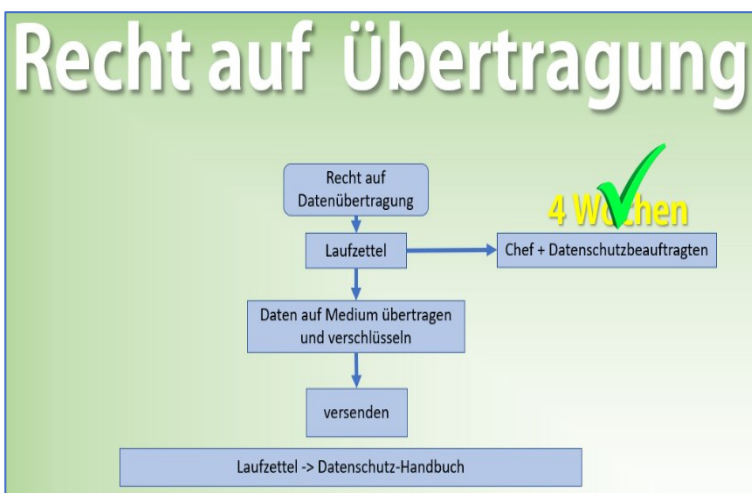 Recht auf Übertragung
Recht auf
Datenübertragung
4 Wochen
Laufzettel
Chef + Datenschutzbeauftragten
Daten auf Medium übertragen
und verschlüsseln
versenden
Laufzettel -> Datenschutz-Handbuch